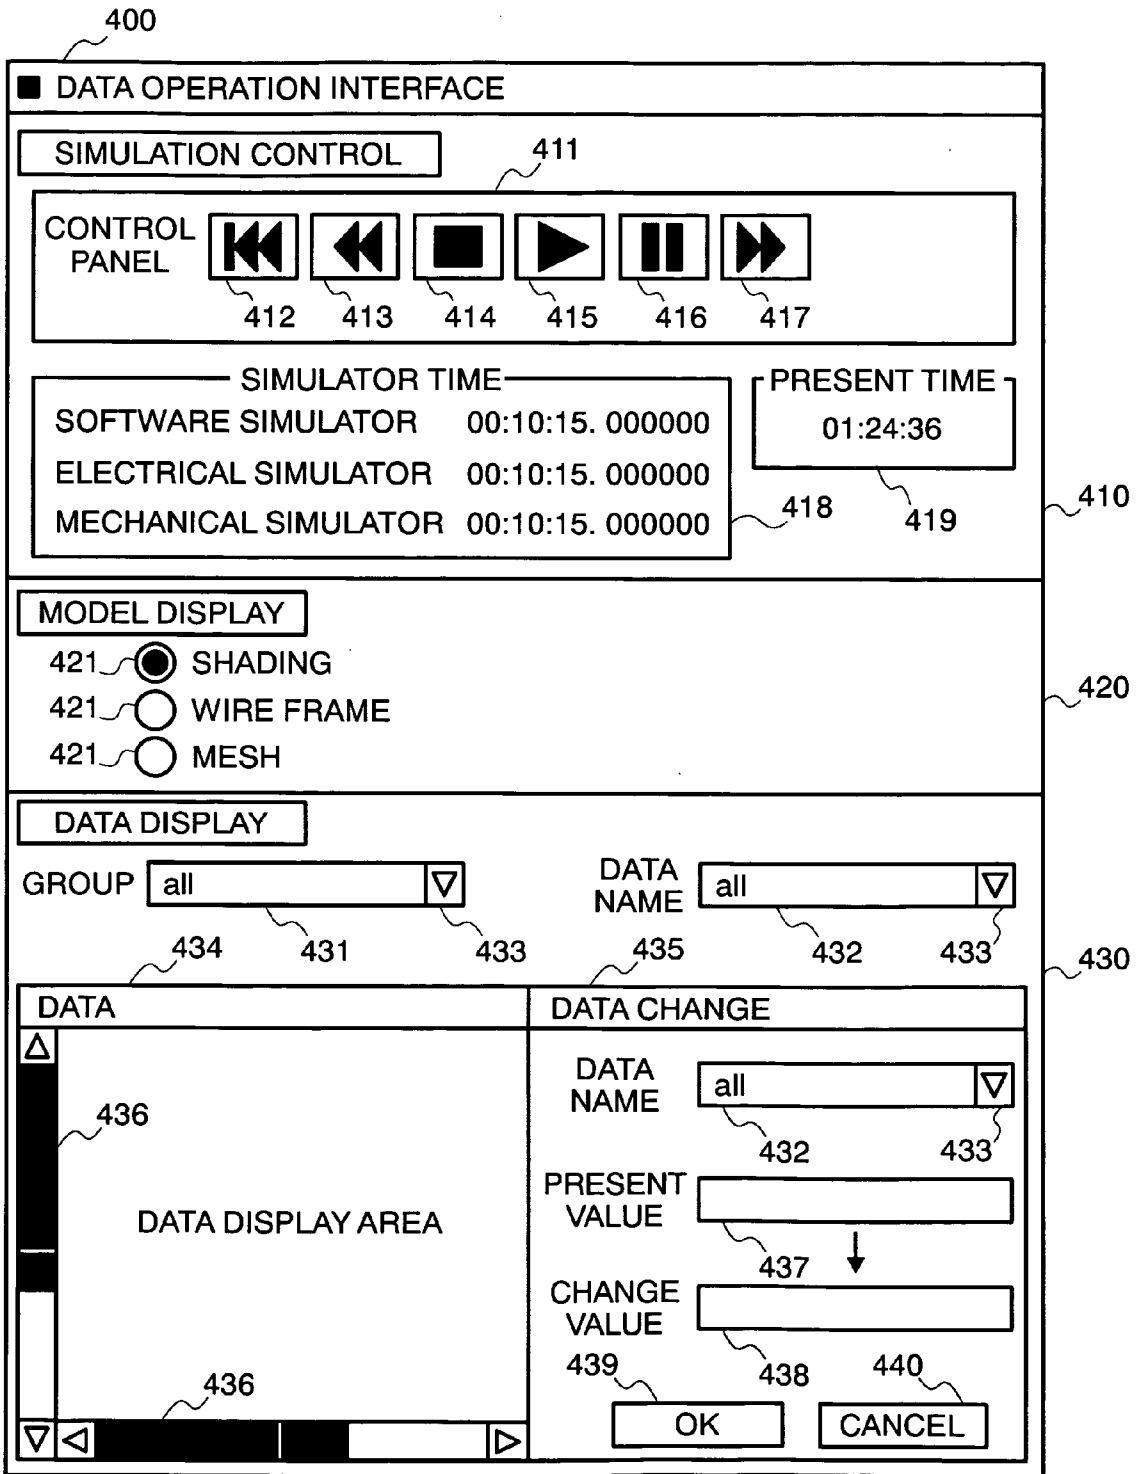 400
DATA OPERATION INTERFACE
SIMULATION CONTROL
411
CONTROL
PANEL
412 413 414 415 416 417
SIMULATOR TIME
SOFTWARE SIMULATOR 00:10:15. 000000
ELECTRICAL SIMULATOR 00:10:15. 000000
MECHANICAL SIMULATOR 00:10:15. 000000
418
PRESENT TIME
01:24:36
419
410
MODEL DISPLAY
421 SHADING
421 WIRE FRAME
421 MESH
420
DATA DISPLAY
GROUP all
431 433
DATA
NAME
all
432 433
430
434
DATA
436
DATA DISPLAY AREA
436
435
DATA CHANGE
DATA
NAME
all
432 433
PRESENT
VALUE
437
CHANGE
VALUE
438
439
OK
440
CANCEL